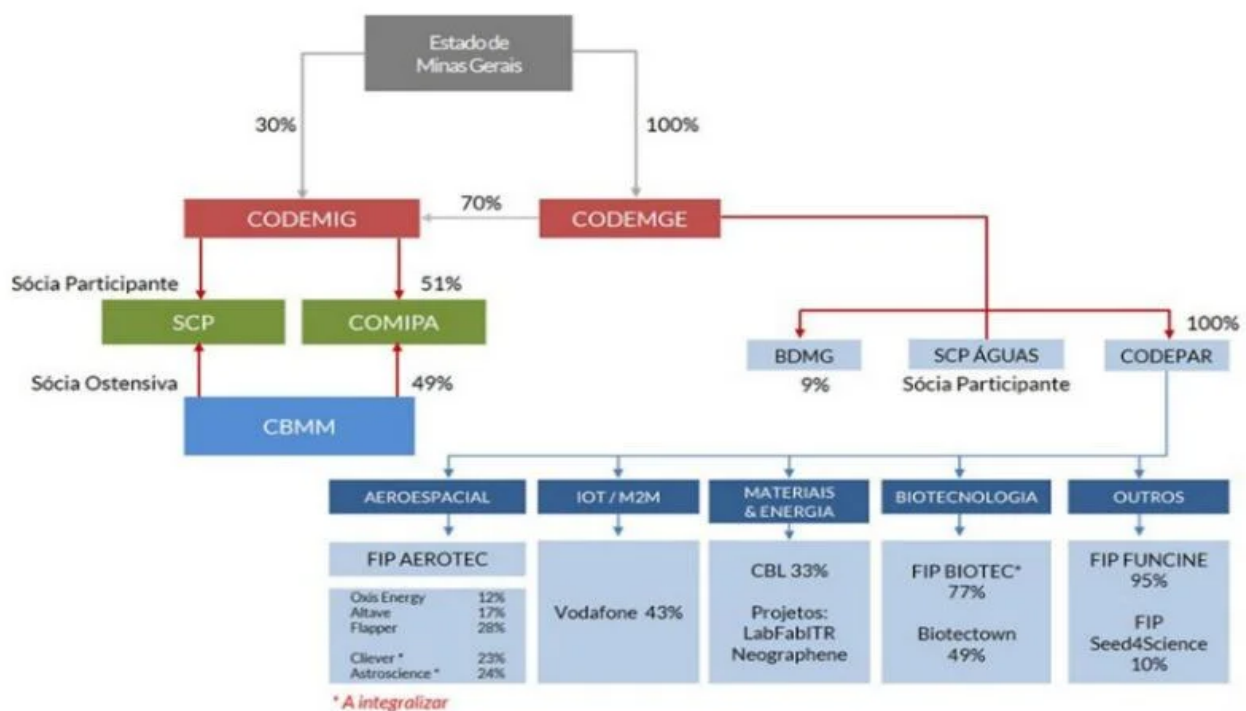 Estado de
Minas Gerais
30%
100%
CODEMIG
70%
CODEMGE
Sócia Participante
51%
SCP
COMIPA
100%
BDMG
SCP ÁGUAS
CODEPAR
Sócia Ostensiva
49%
9%
Sócia Participante
CBMM
AEROESPACIAL
IOT / M2M
MATERIAIS
& ENERGIA
BIOTECNOLOGIA
OUTROS
FIP AEROTEC
Oxis Energy 12%
Altave 17%
Flapper 28%
Cliever * 23%
Astroscience * 24%
Vodafone 43%
CBL 33%
Projetos:
LabFabITR
Neographene
FIP BIOTEC*
77%
Biotectown
49%
FIP FUNCINE
95%
FIP
Seed4Science
10%
* A integralizar